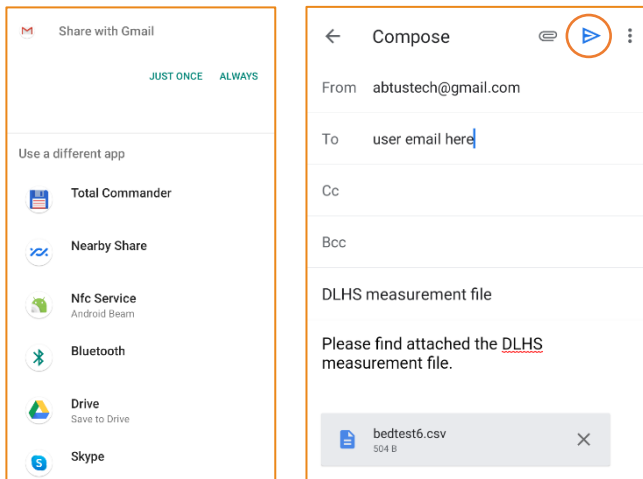 Share with Gmail
JUST ONCE ALWAYS
Use a different app
Total Commander
Nearby Share
Nfc Service
Android Beam
Bluetooth
Drive
Save to Drive
Skype
Compose
From abtustech@gmail.com
To user email here
Cc
Bcc
DLHS measurement file
Please find attached the DLHS
measurement file.
bedtest6.csv
504 B